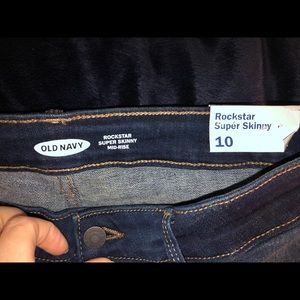 OLD NAVY
ROCKSTAR
SUPER SKINNY
MID-RISE
Rockstar
Super Skinny
10